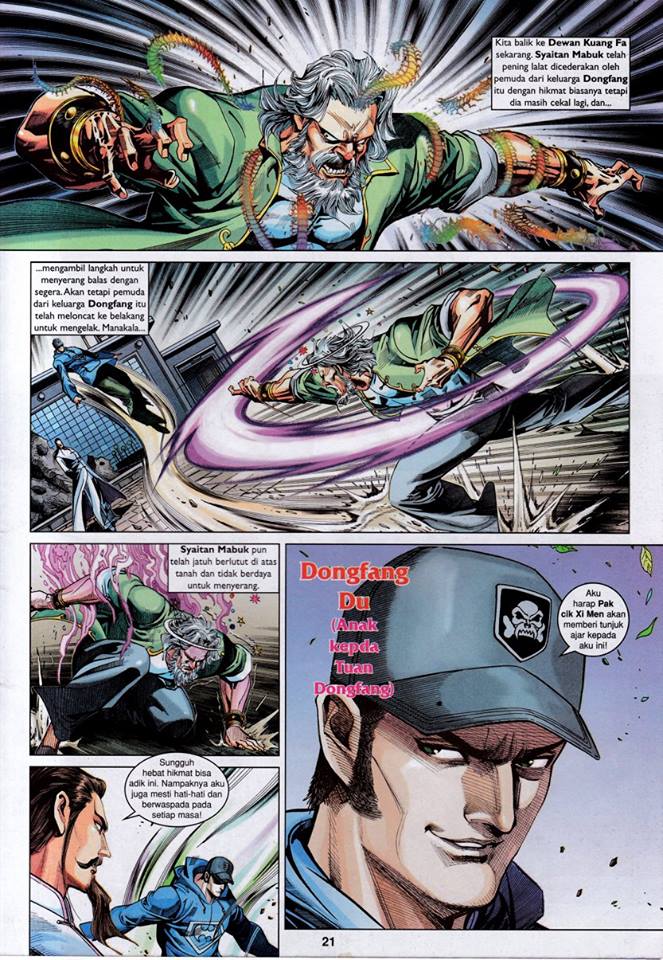 Kita balik ke Dewan Kuang Fa
sekarang. Syaitan Mabuk telah
pening lalat dicederakan oleh
pemuda dari keluarga Dongfang
itu dengan hikmat biasanya tetapi
dia masih cekal lagi, dan...
...mengambil langkah untuk
menyerang balas dengan
segera. Akan tetapi pemuda
dari keluarga Dongfang itu
telah meloncat ke belakang
untuk mengelak. Manakala...
Syaitan Mabuk pun
telah jatuh berlutut di atas
tanah dan tidak berdaya
untuk menyerang.
Dongfang
Du
(Anak
kepda
Tuan
Dongfang)
Aku
harap Pak
cik Xi Men akan
memberi tunjuk
ajar kepada
aku ini!
Sungguh
hebat hikmat bisa
adik ini. Nampaknya aku
juga mesti hati-hati dan
berwaspada pada
setiap masa!
21